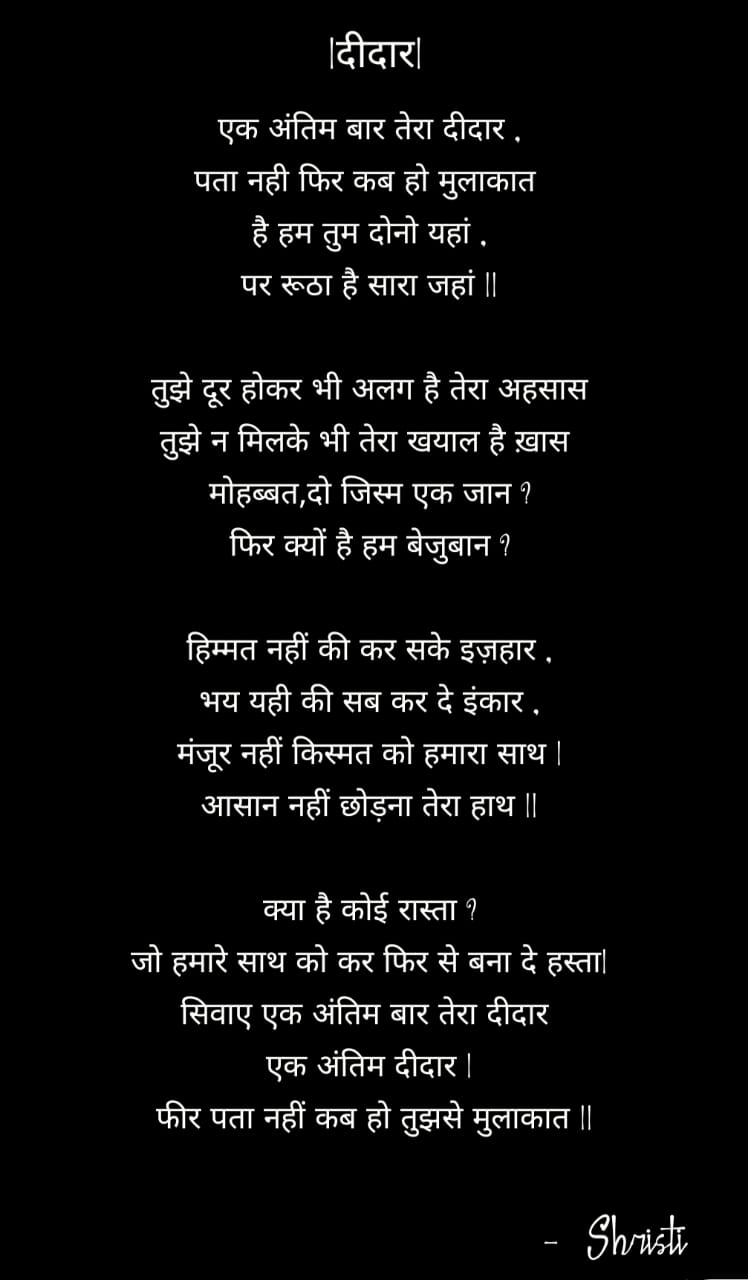 |दीदार|
एक अंतिम बार तेरा दीदार ,
पता नही फिर कब हो मुलाकात
है हम तुम दोनो यहां ,
पर रूठा है सारा जहां ||
तुझे दूर होकर भी अलग है तेरा अहसास
तुझे न मिलके भी तेरा खयाल है ख़ास
मोहब्बत,दो जिस्म एक जान ?
फिर क्यों है हम बेजुबान ?
हिम्मत नहीं की कर सके इज़हार ,
भय यही की सब कर दे इंकार ,
मंजूर नहीं किस्मत को हमारा साथ |
आसान नहीं छोड़ना तेरा हाथ ||
क्या है कोई रास्ता ?
जो हमारे साथ को कर फिर से बना दे हस्ता|
सिवाए एक अंतिम बार तेरा दीदार
एक अंतिम दीदार |
फीर पता नहीं कब हो तुझसे मुलाकात ||
- Shristi